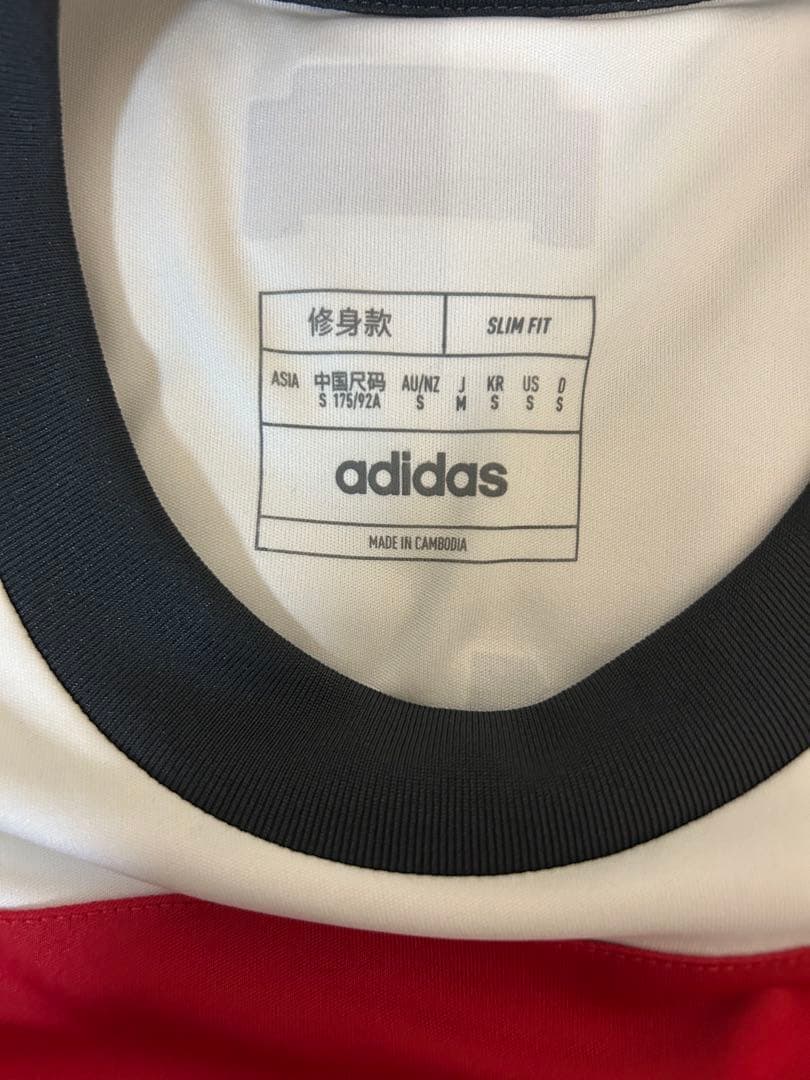 修身款 SLIM FIT
ASIA 中国尺码 AU/NZ J KR US D
S 175/92A S M S S S
adidas
MADE IN CAMBODIA